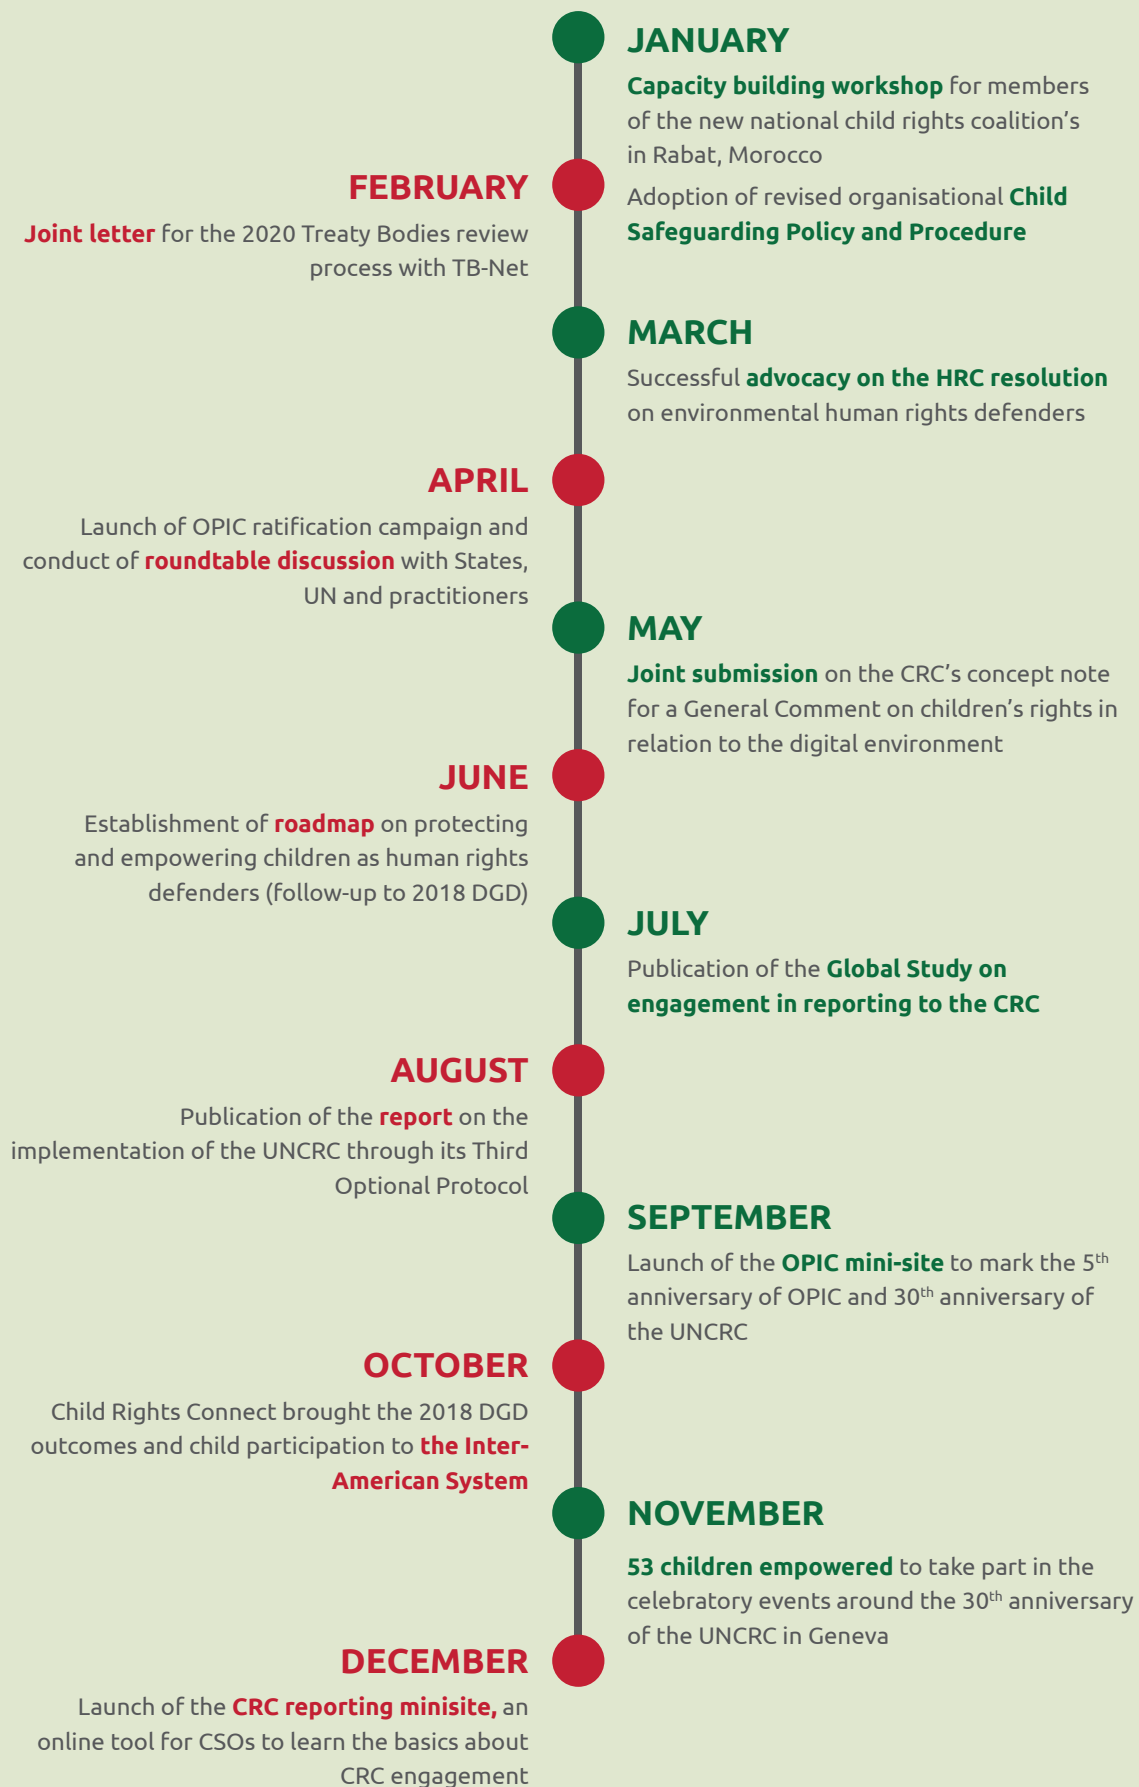 JANUARY
Capacity building workshop for members
of the new national child rights coalition's
in Rabat, Morocco
Adoption of revised organisational Child
Safeguarding Policy and Procedure
FEBRUARY
Joint letter for the 2020 Treaty Bodies review
process with TB-Net
MARCH
Successful advocacy on the HRC resolution
on environmental human rights defenders
APRIL
Launch of OPIC ratification campaign and
conduct of roundtable discussion with States,
UN and practitioners
MAY
Joint submission on the CRC's concept note
for a General Comment on children's rights in
relation to the digital environment
JUNE
Establishment of roadmap on protecting
and empowering children as human rights
defenders (follow-up to 2018 DGD)
JULY
Publication of the Global Study on
engagement in reporting to the CRC
AUGUST
Publication of the report on the
implementation of the UNCRC through its Third
Optional Protocol
SEPTEMBER
Launch of the OPIC mini-site to mark the 5th
anniversary of OPIC and 30th anniversary of
the UNCRC
OCTOBER
Child Rights Connect brought the 2018 DGD
outcomes and child participation to the Inter-
American System
NOVEMBER
53 children empowered to take part in the
celebratory events around the 30th anniversary
of the UNCRC in Geneva
DECEMBER
Launch of the CRC reporting minisite, an
online tool for CSOs to learn the basics about
CRC engagement